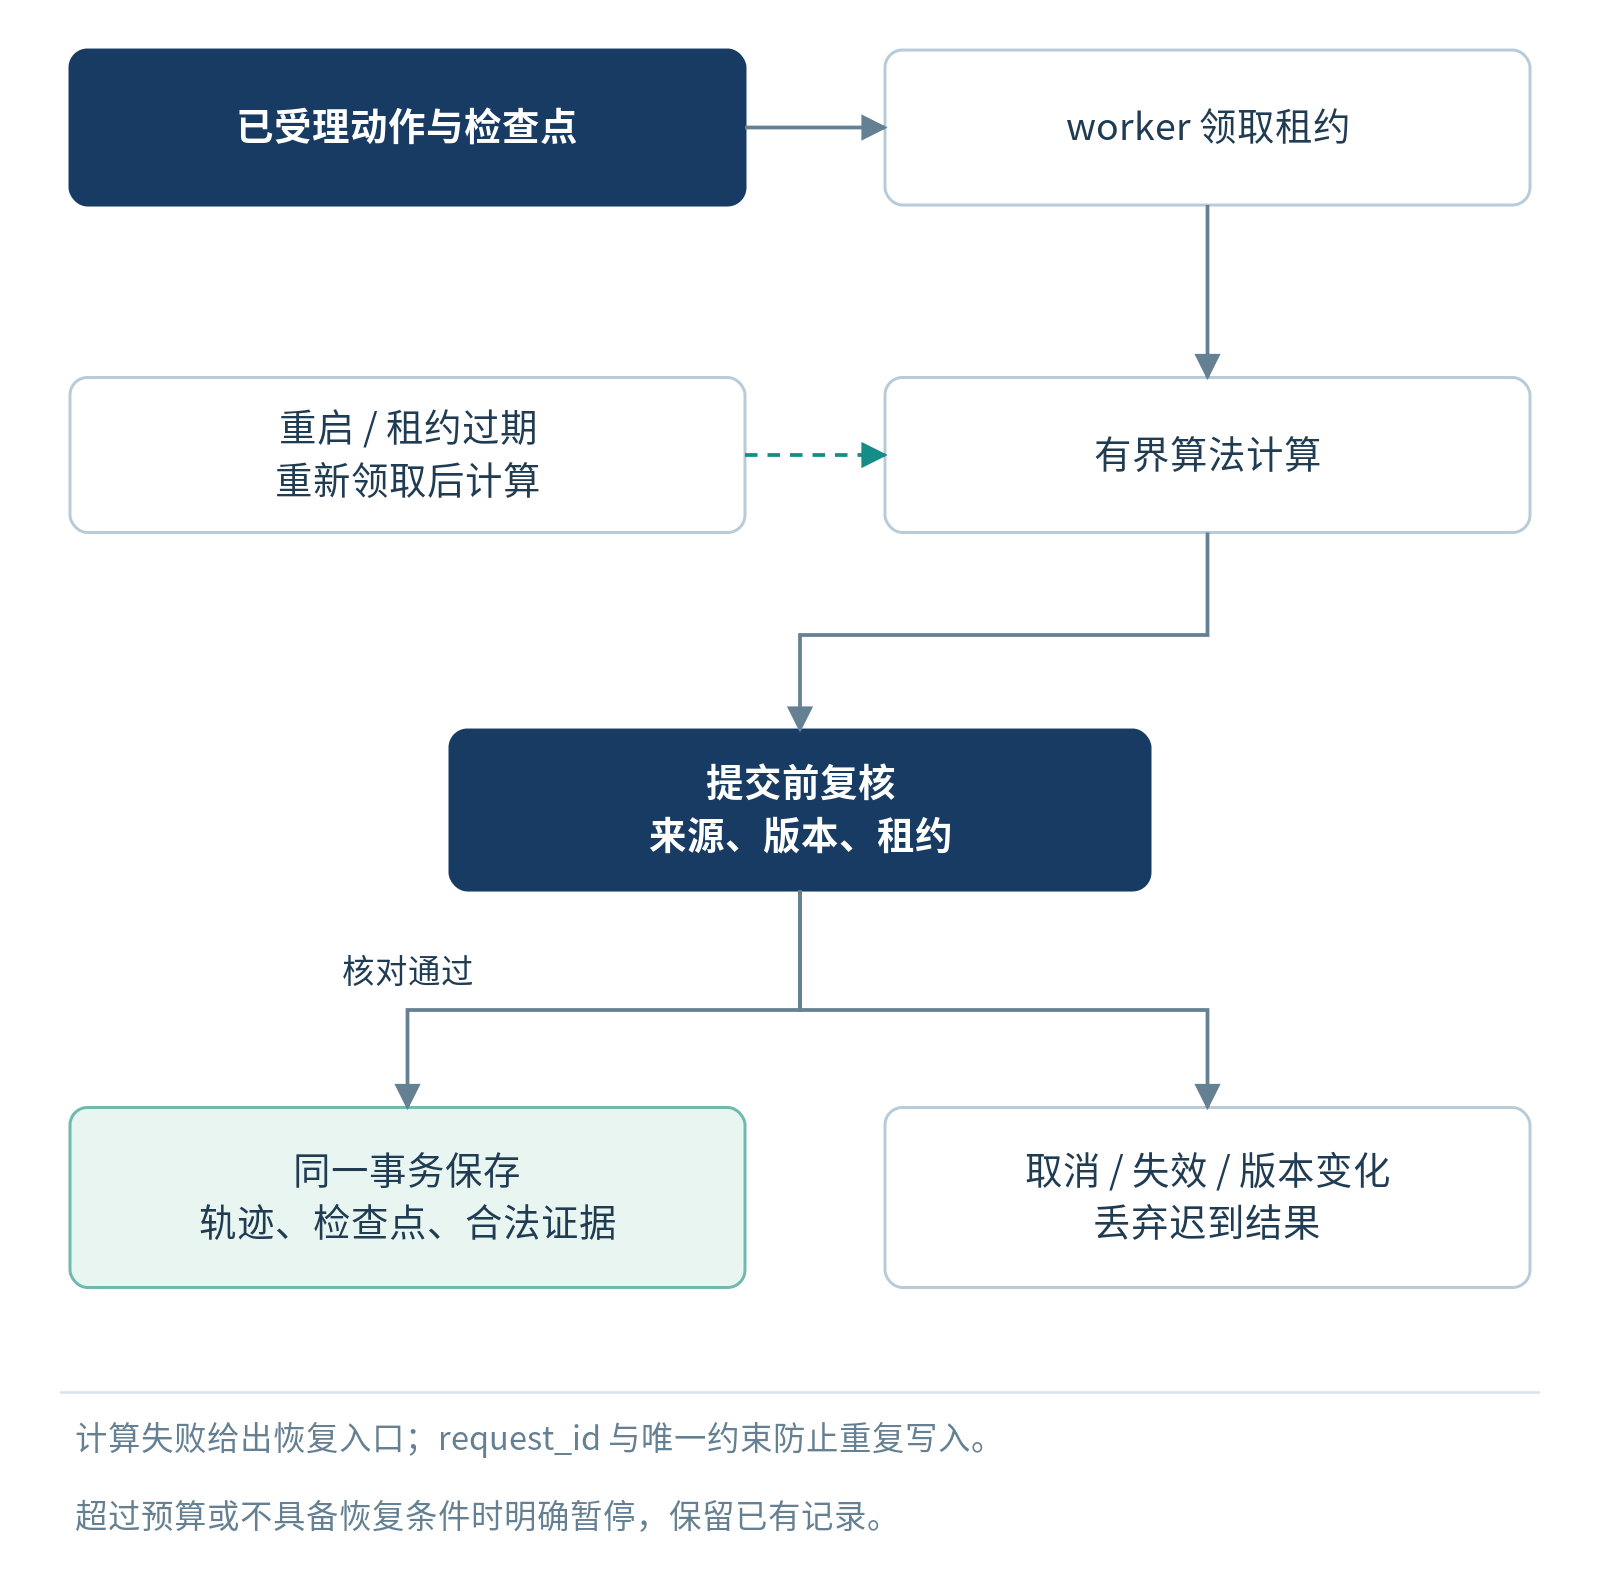 已受理动作与检查点
worker 领取租约
重启 / 租约过期
重新领取后计算
有界算法计算
提交前复核
来源、版本、租约
核对通过
同一事务保存
轨迹、检查点、合法证据
取消 / 失效 / 版本变化
丢弃迟到结果
计算失败给出恢复入口；request_id 与唯一约束防止重复写入。
超过预算或不具备恢复条件时明确暂停，保留已有记录。